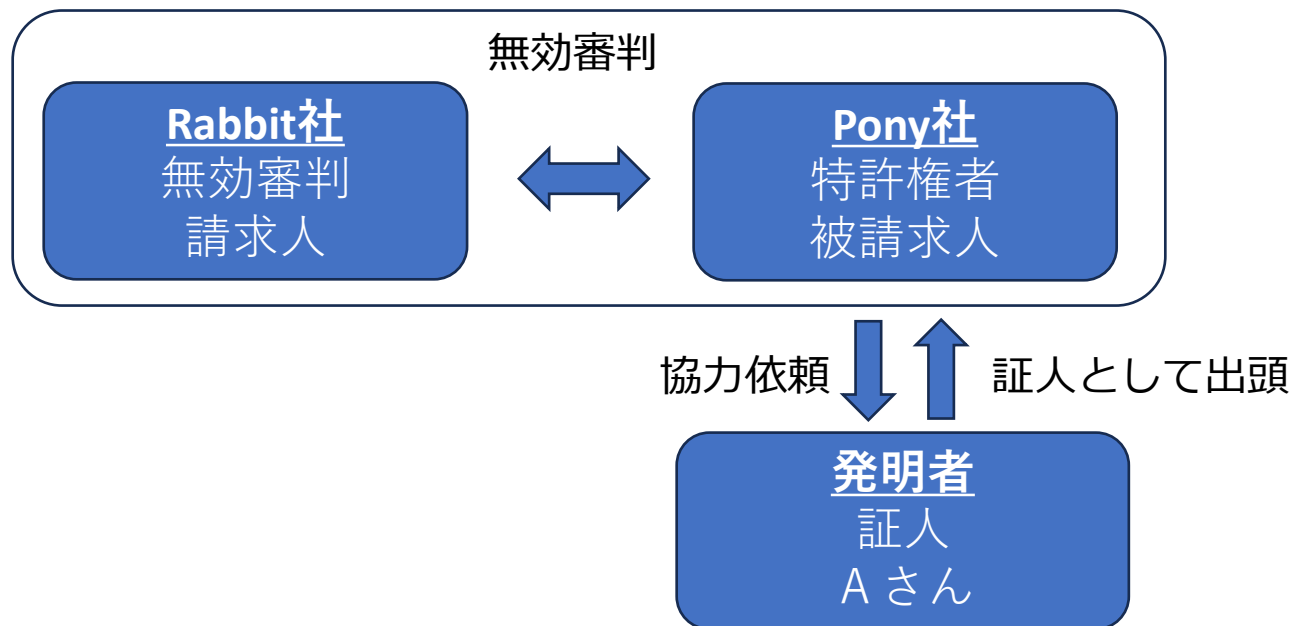 無効審判
Rabbit社
無効審判
請求人
Pony社
特許権者
被請求人
協力依頼
証人として出頭
発明者
証人
Aさん